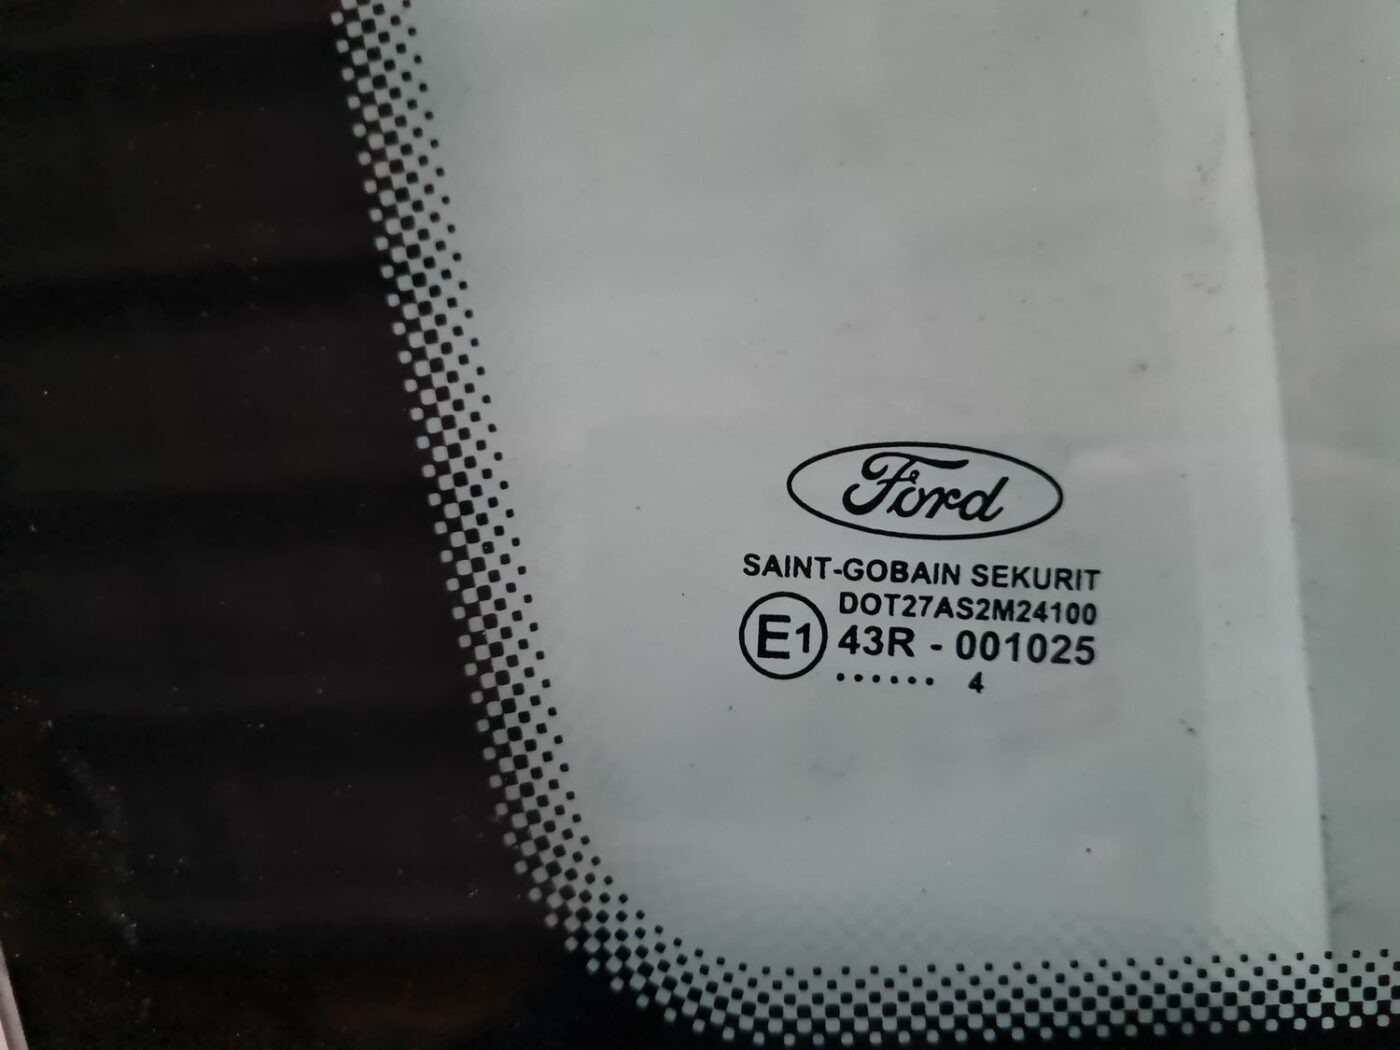 Ford
SAINT-GOBAIN SEKURIT
DOT27AS2M24100
E1 43R - 001025
...... 4